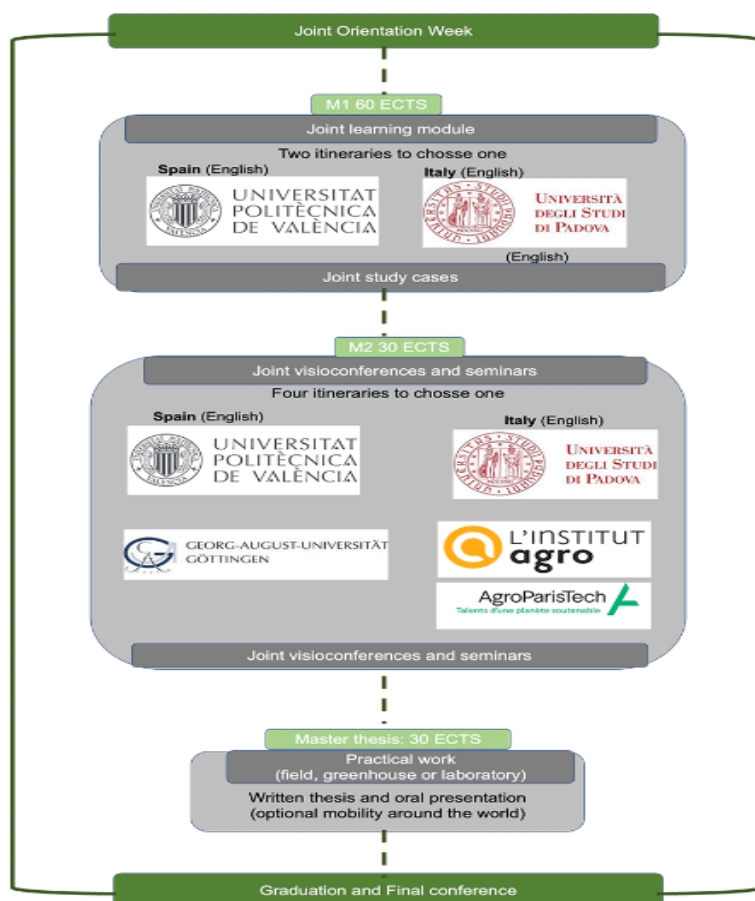 Joint Orientation Week
M1 60 ECTS
Joint learning module
Two itineraries to chosse one
Spain (English)
Italy (English)
UNIVERSITAT
POLITÈCNICA
DE VALÈNCIA
UNIVERSITÀ
DEGLI STUDI
DI PADOVA
(English)
Joint study cases
M2 30 ECTS
Joint visioconferences and seminars
Four itineraries to chosse one
Spain (English)
Italy (English)
UNIVERSITAT
POLITÈCNICA
DE VALÈNCIA
UNIVERSITÀ
DEGLI STUDI
DI PADOVA
GEORG-AUGUST-UNIVERSITÄT
GÖTTINGEN
L'INSTITUT
agro
AgroParisTech
Talents d'une planète soutenable
Joint visioconferences and seminars
Master thesis: 30 ECTS
Practical work
(field, greenhouse or laboratory)
Written thesis and oral presentation
(optional mobility around the world)
Graduation and Final conference